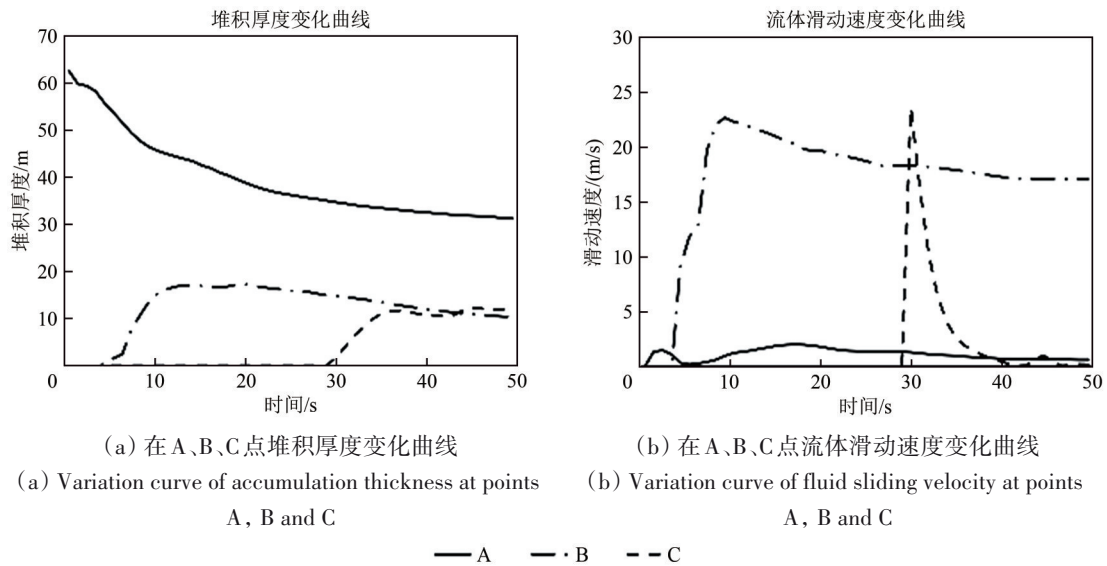 堆积厚度变化曲线
70
60
50
40
30
20
10
0
10
20
30
40
50
堆积厚度/m
时间/s
(a)在A、B、C点堆积厚度变化曲线
(a) Variation curve of accumulation thickness at points
A, B and C
流体滑动速度变化曲线
30
25
20
15
10
5
0
10
20
30
40
50
滑动速度/(m/s)
时间/s
(b)在A、B、C点流体滑动速度变化曲线
(b) Variation curve of fluid sliding velocity at points
A, B and C
A B C